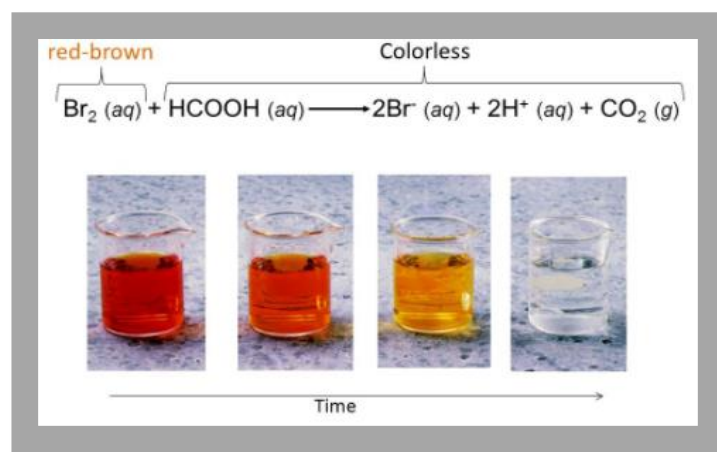 red-brown
Colorless
Br₂ (aq) + HCOOH (aq) → 2Br⁻ (aq) + 2H⁺ (aq) + CO₂ (g)
Time